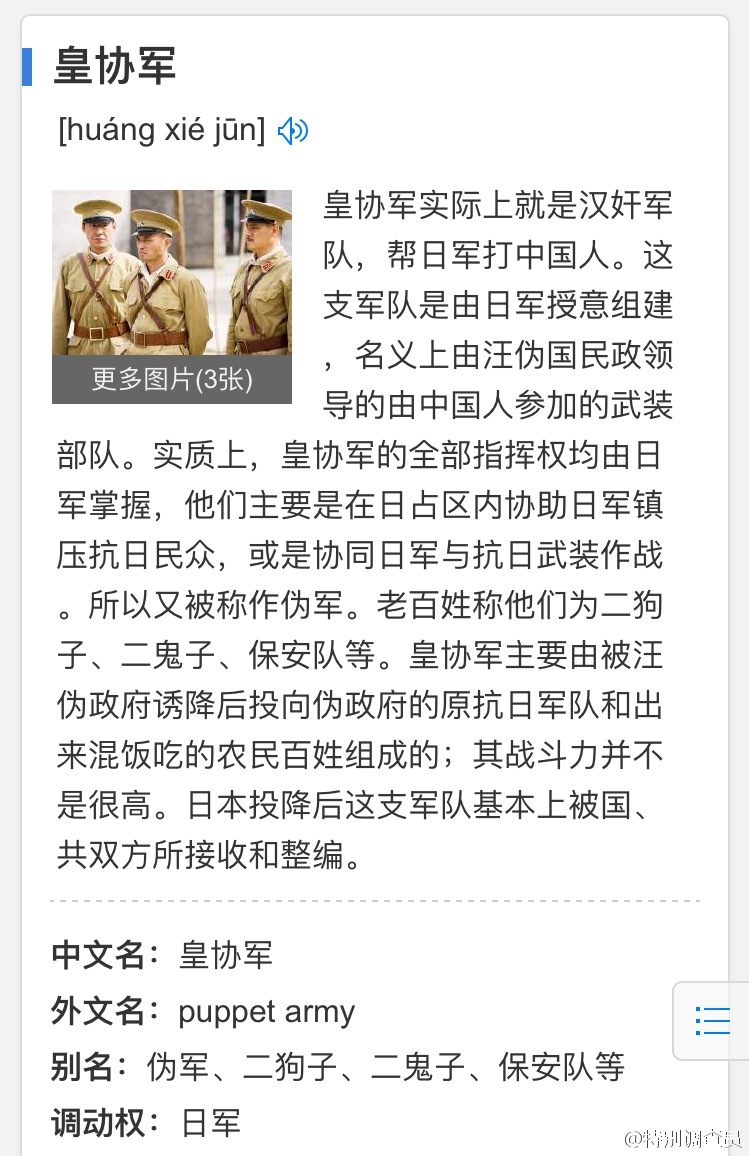 皇协军
[huáng xié jūn]
皇协军实际上就是汉奸军
队，帮日军打中国人。这
支军队是由日军授意组建
，名义上由汪伪国民政领
导的由中国人参加的武装
更多图片(3张)
部队。实质上，皇协军的全部指挥权均由日
军掌握，他们主要是在日占区内协助日军镇
压抗日民众，或是协同日军与抗日武装作战
。所以又被称作伪军。老百姓称他们为二狗
子、二鬼子、保安队等。皇协军主要由被汪
伪政府诱降后投向伪政府的原抗日军队和出
来混饭吃的农民百姓组成的；其战斗力并不
是很高。日本投降后这支军队基本上被国、
共双方所接收和整编。
中文名：皇协军
外文名：puppet army
别名：伪军、二狗子、二鬼子、保安队等
调动权：日军
@特别调查员